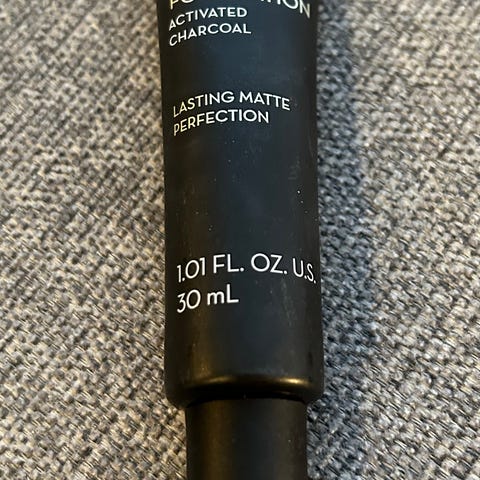 ACTIVATED
CHARCOAL
LASTING MATTE
PERFECTION
1.01 FL. OZ. U.S.
30 mL